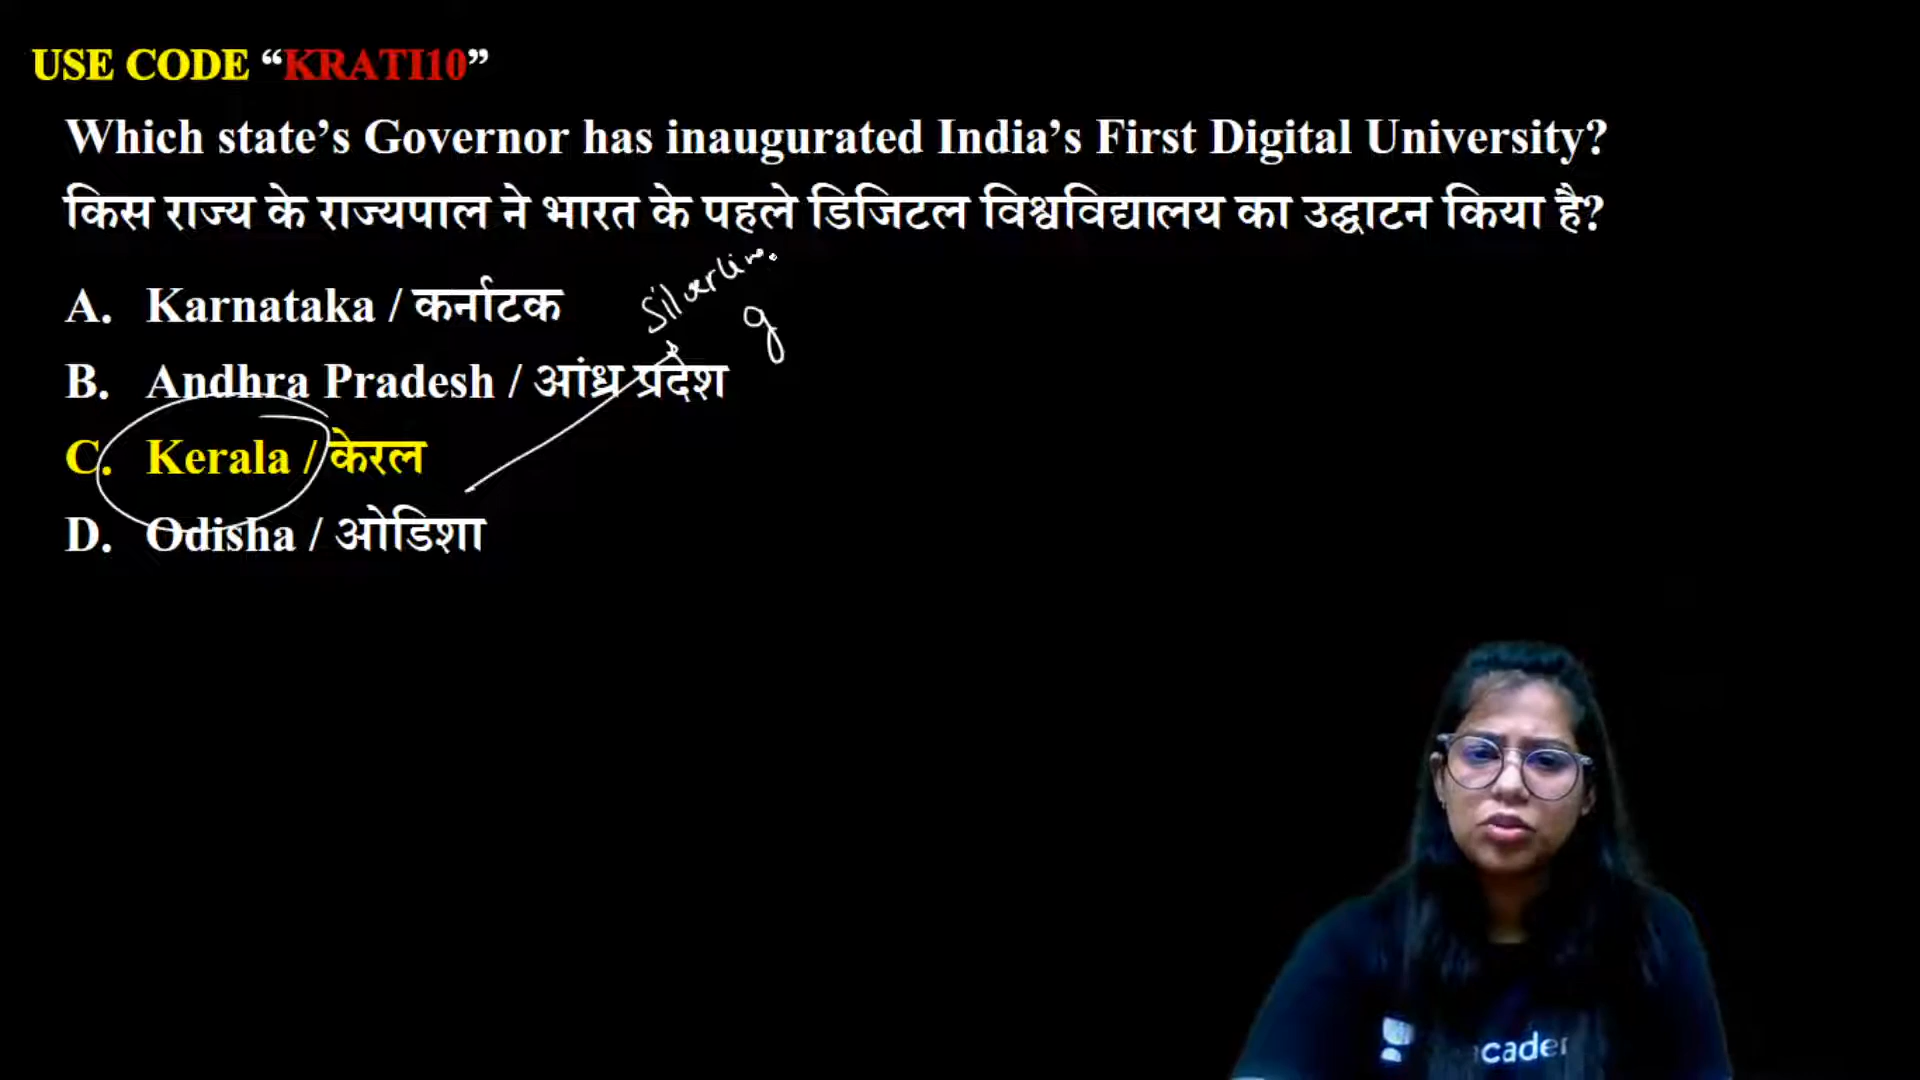 USE CODE “KRATI10”
Which state’s Governor has inaugurated India’s First Digital University?
किस राज्य के राज्यपाल ने भारत के पहले डिजिटल विश्वविद्यालय का उद्घाटन किया है?
A. Karnataka / कर्नाटक
B. Andhra Pradesh / आंध्र प्रदेश
C. Kerala / केरल
D. Odisha / ओडिशा
g